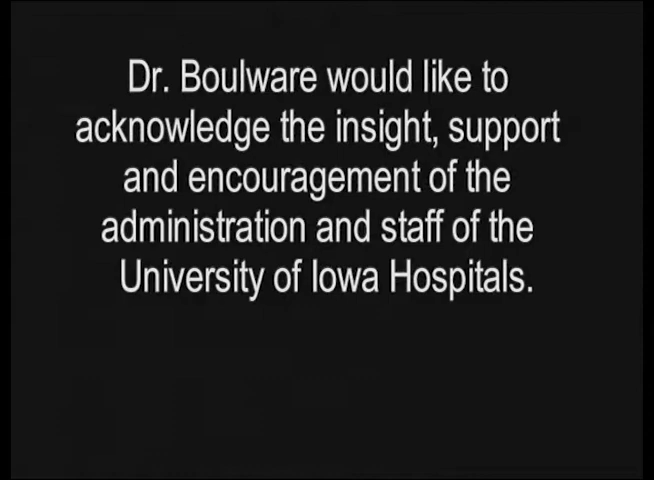 Dr. Boulware would like to
acknowledge the insight, support
and encouragement of the
administration and staff of the
University of Iowa Hospitals.